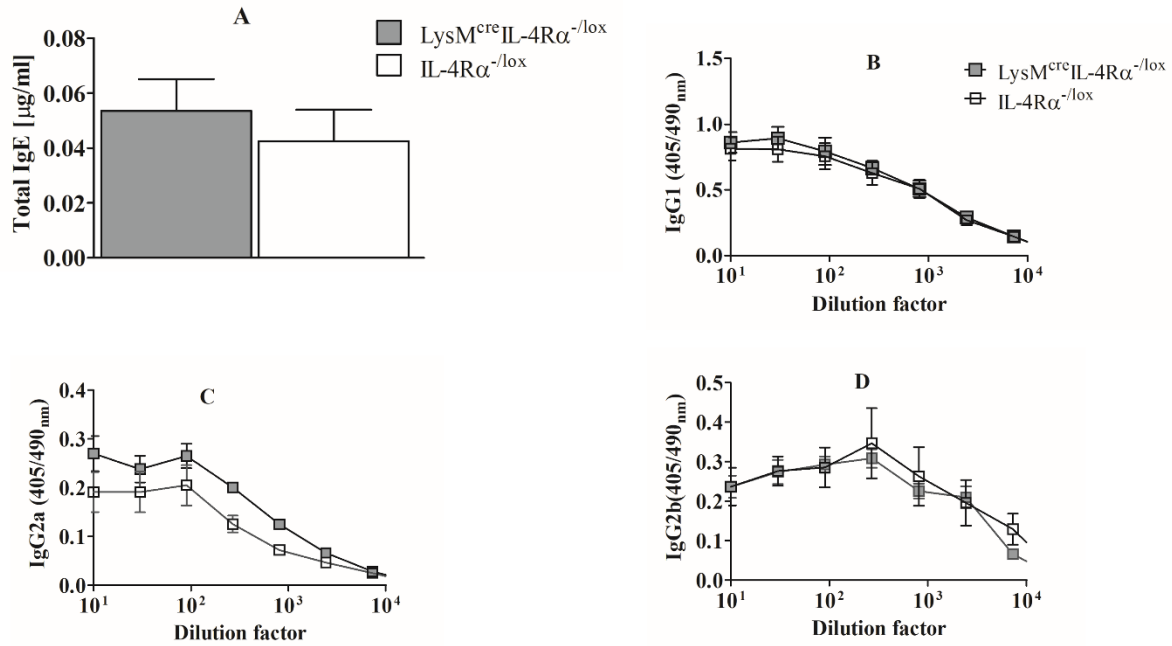 A
Total IgE [μg/ml]
0.08
0.06
0.04
0.02
0.00
LysMcreIL-4Rα-/lox
IL-4Rα-/lox
B
IgG1 (405/490nm)
1.5
1.0
0.5
0.0
10¹ 10² 10³ 10⁴
Dilution factor
LysMcreIL-4Rα-/lox
IL-4Rα-/lox
C
IgG2a (405/490nm)
0.4
0.3
0.2
0.1
0.0
10¹ 10² 10³ 10⁴
Dilution factor
D
IgG2b(405/490nm)
0.5
0.4
0.3
0.2
0.1
0.0
10¹ 10² 10³ 10⁴
Dilution factor